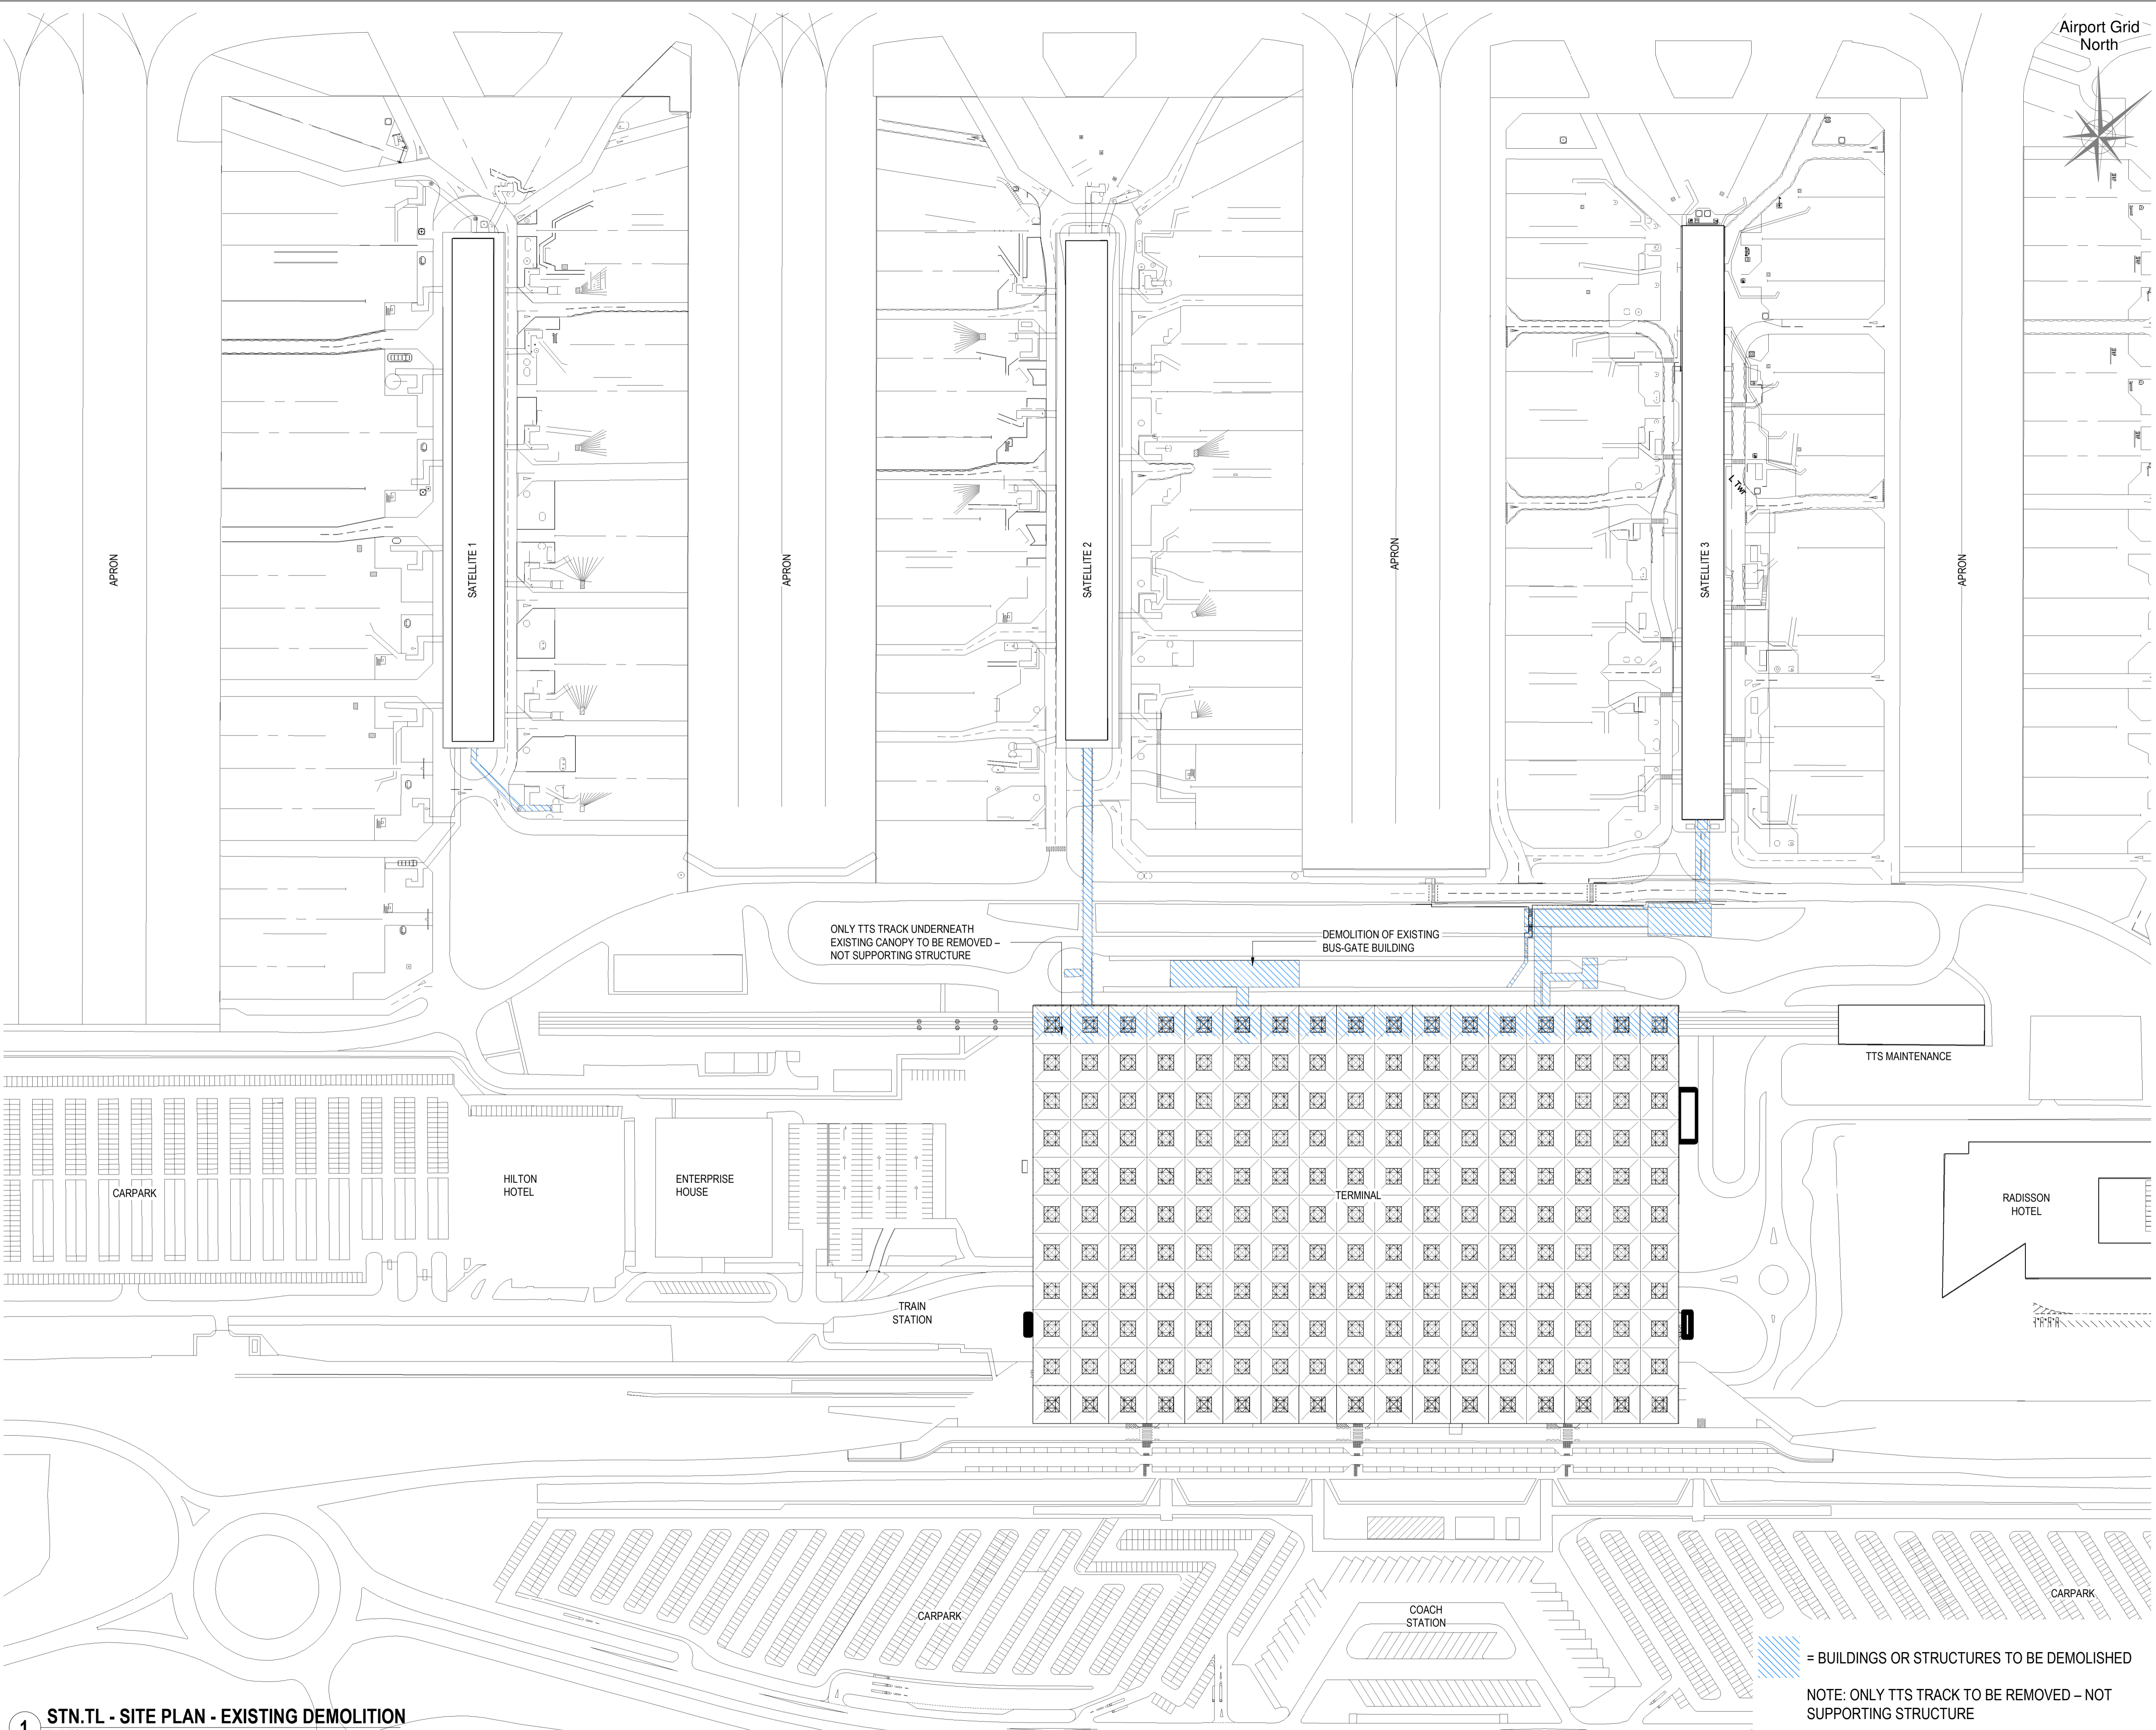 Airport Grid
North
APRON
SATELLITE 1
APRON
SATELLITE 2
APRON
SATELLITE 3
L Twr
APRON
ONLY TTS TRACK UNDERNEATH
EXISTING CANOPY TO BE REMOVED –
NOT SUPPORTING STRUCTURE
DEMOLITION OF EXISTING
BUS-GATE BUILDING
TTS MAINTENANCE
CARPARK
HILTON
HOTEL
ENTERPRISE
HOUSE
TERMINAL
RADISSON
HOTEL
TRAIN
STATION
CARPARK
COACH
STATION
CARPARK
= BUILDINGS OR STRUCTURES TO BE DEMOLISHED
NOTE: ONLY TTS TRACK TO BE REMOVED – NOT
SUPPORTING STRUCTURE
1 STN.TL - SITE PLAN - EXISTING DEMOLITION